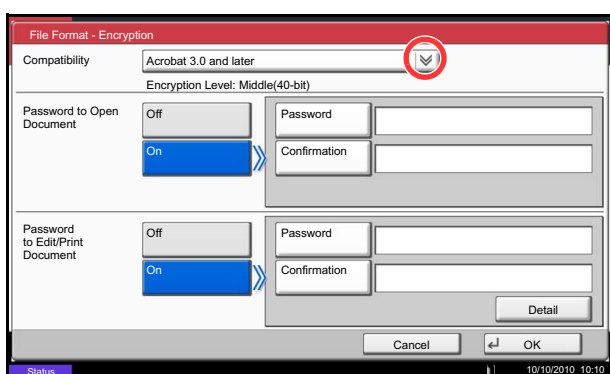 File Format - Encryption
Compatibility
Acrobat 3.0 and later
Encryption Level: Middle(40-bit)
Password to Open
Document
Off
Password
On
Confirmation
Password
to Edit/Print
Document
Off
Password
On
Confirmation
Detail
Cancel
OK
Status
10/10/2010 10:10